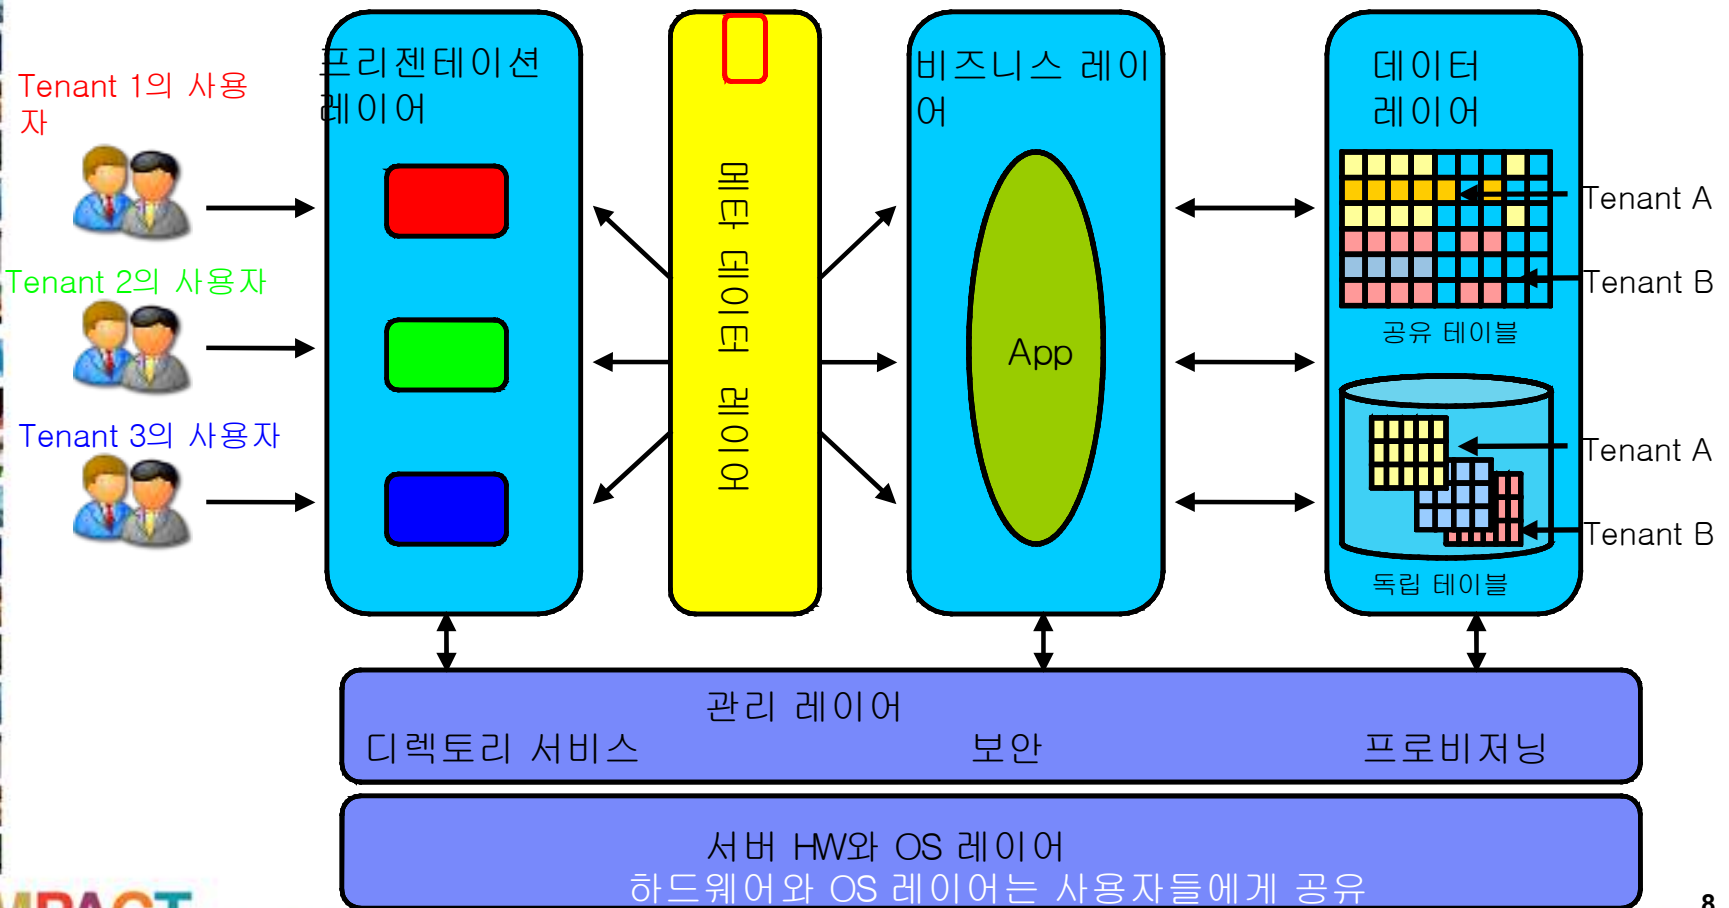 Tenant 1의 사용
자
Tenant 2의 사용자
Tenant 3의 사용자
프리젠테이션
레이어
메타 데이터 레이어
비즈니스 레이
어
App
데이터
레이어
Tenant A
Tenant B
공유 테이블
Tenant A
Tenant B
독립 테이블
관리 레이어
디렉토리 서비스
보안
프로비저닝
서버 HW와 OS 레이어
하드웨어와 OS 레이어는 사용자들에게 공유
8